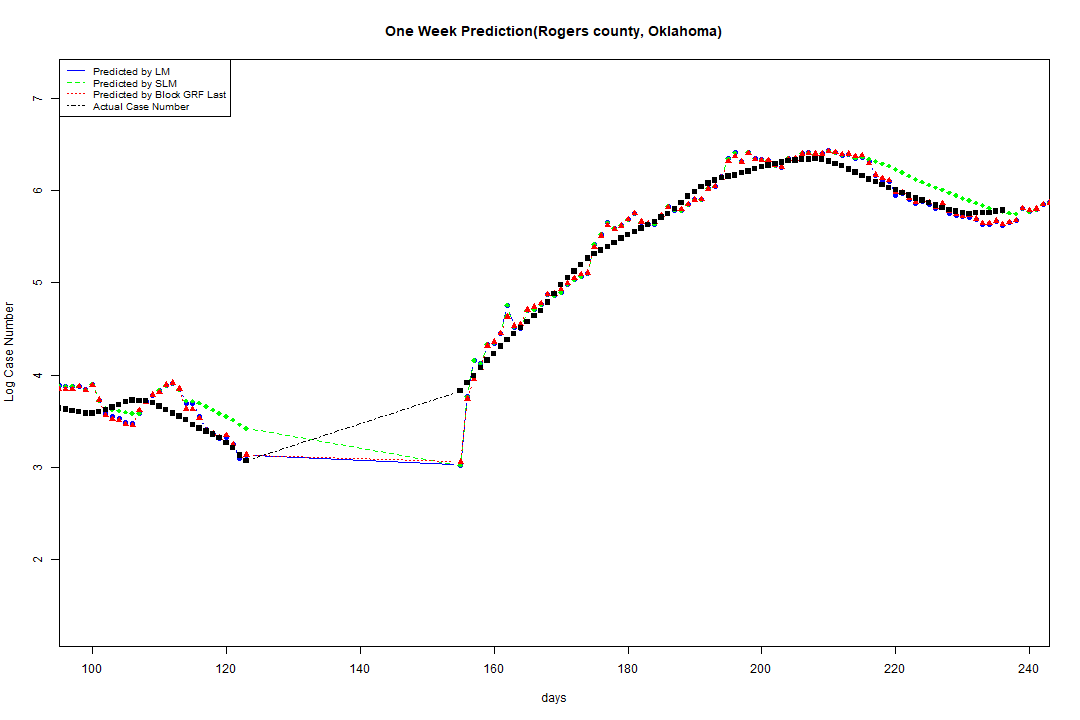 One Week Prediction(Rogers county, Oklahoma)
Predicted by LM
Predicted by SLM
Predicted by Block GRF Last
Actual Case Number
7
6
5
4
3
2
Log Case Number
100 120 140 160 180 200 220 240
days